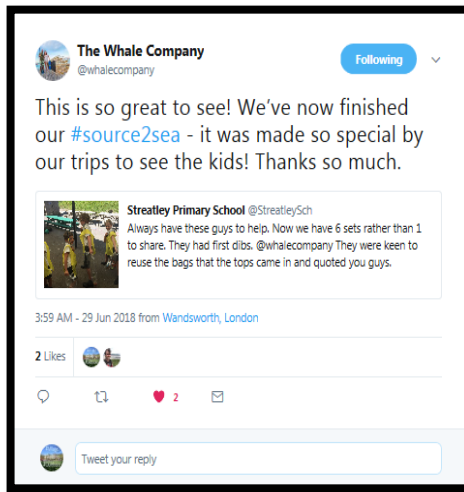 The Whale Company
@whalecompany
Following
This is so great to see! We've now finished
our #source2sea - it was made so special by
our trips to see the kids! Thanks so much.
Streatley Primary School @StreatleySch
Always have these guys to help. Now we have 6 sets rather than 1
to share. They had first dibs. @whalecompany They were keen to
reuse the bags that the tops came in and quoted you guys.
3:59 AM - 29 Jun 2018 from Wandsworth, London
2 Likes
2
Tweet your reply